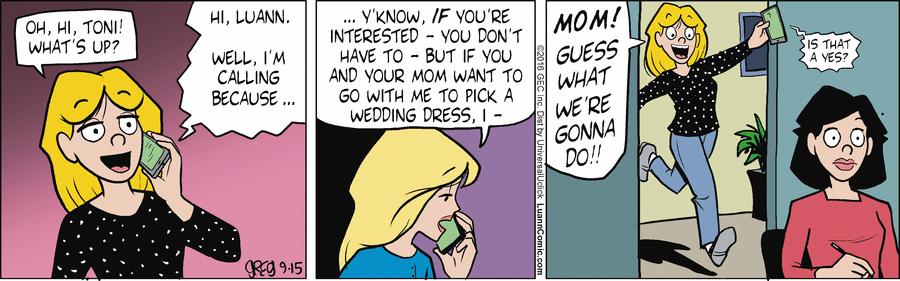 OH, HI, TONI!
WHAT'S UP?
HI, LUANN.
WELL, I'M
CALLING
BECAUSE ...
GREG 9-15
... Y'KNOW, IF YOU'RE
INTERESTED - YOU DON'T
HAVE TO - BUT IF YOU
AND YOUR MOM WANT TO
GO WITH ME TO PICK A
WEDDING DRESS, I -
©2016 GEC Inc. Dist by UniversalUclick LuannComic.com
MOM!
GUESS
WHAT
WE'RE
GONNA
DO!!
IS THAT
A YES?